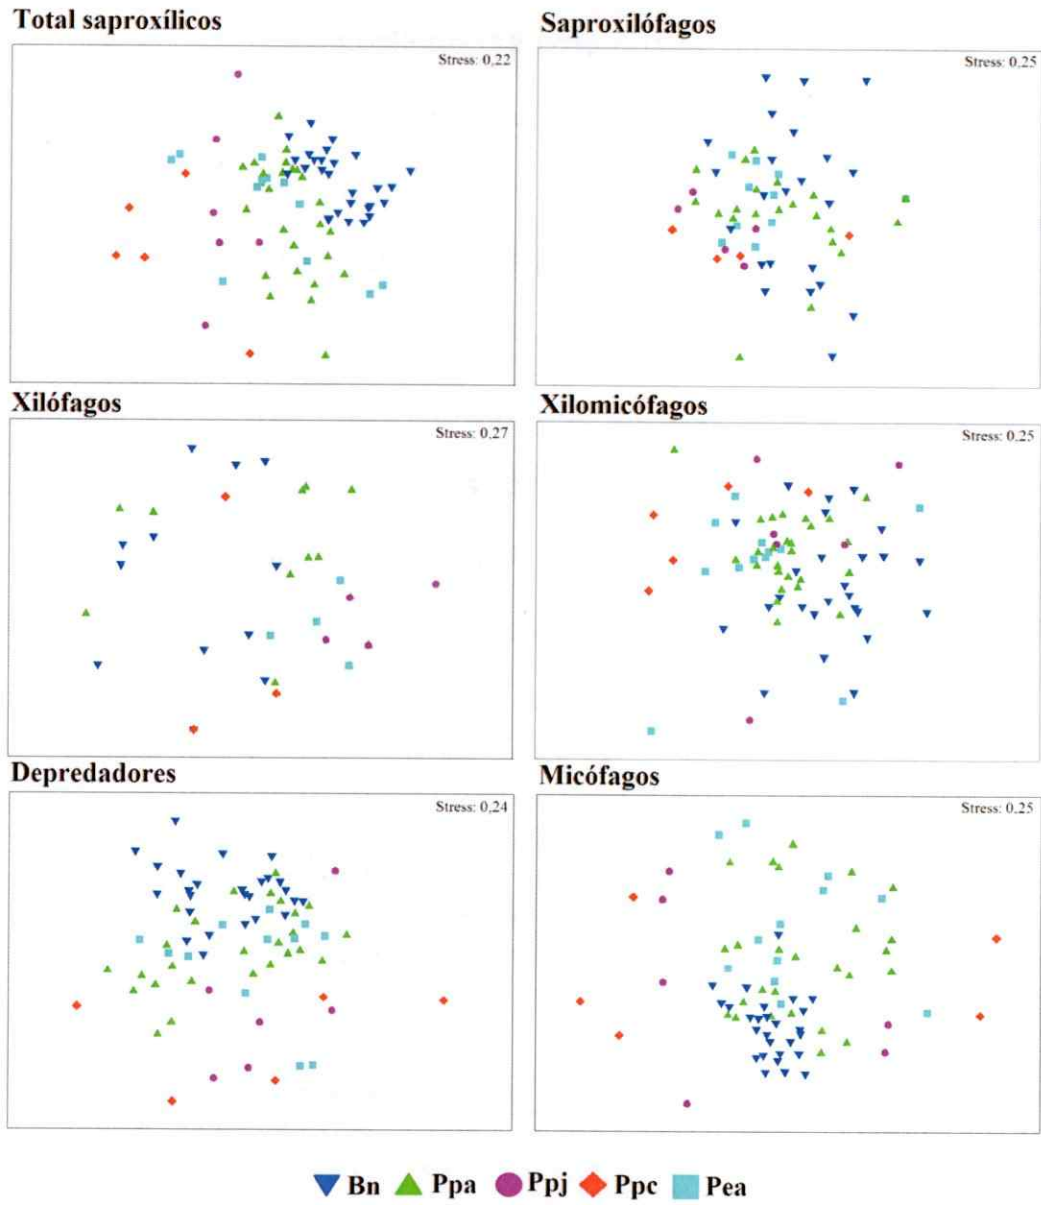 Total saproxílicos
Stress: 0,22
Saproxilófagos
Stress: 0,25
Xilófagos
Stress: 0,27
Xilomicófagos
Stress: 0,25
Depredadores
Stress: 0,24
Micófagos
Stress: 0,25
Bn Ppa Ppj Ppc Pea